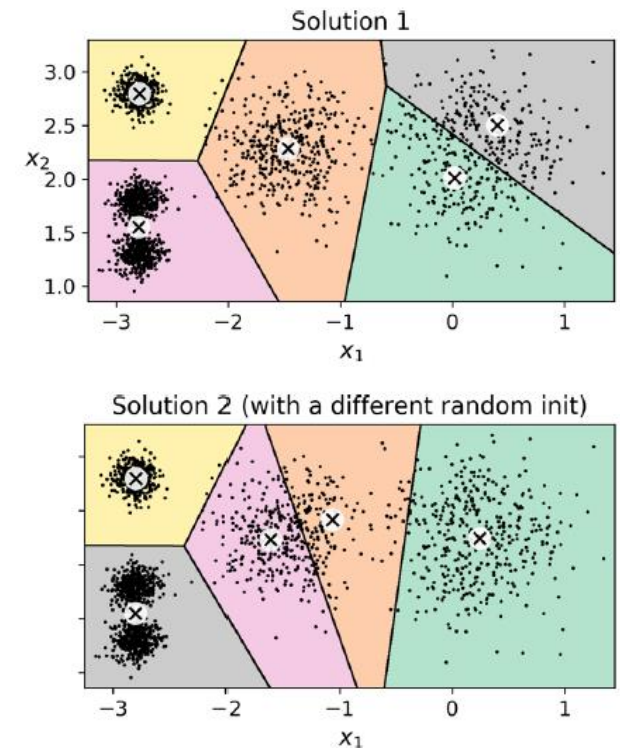 Solution 1
3.0
2.5
x₂
2.0
1.5
1.0
−3 −2 −1 0 1
x₁
Solution 2 (with a different random init)
−3 −2 −1 0 1
x₁